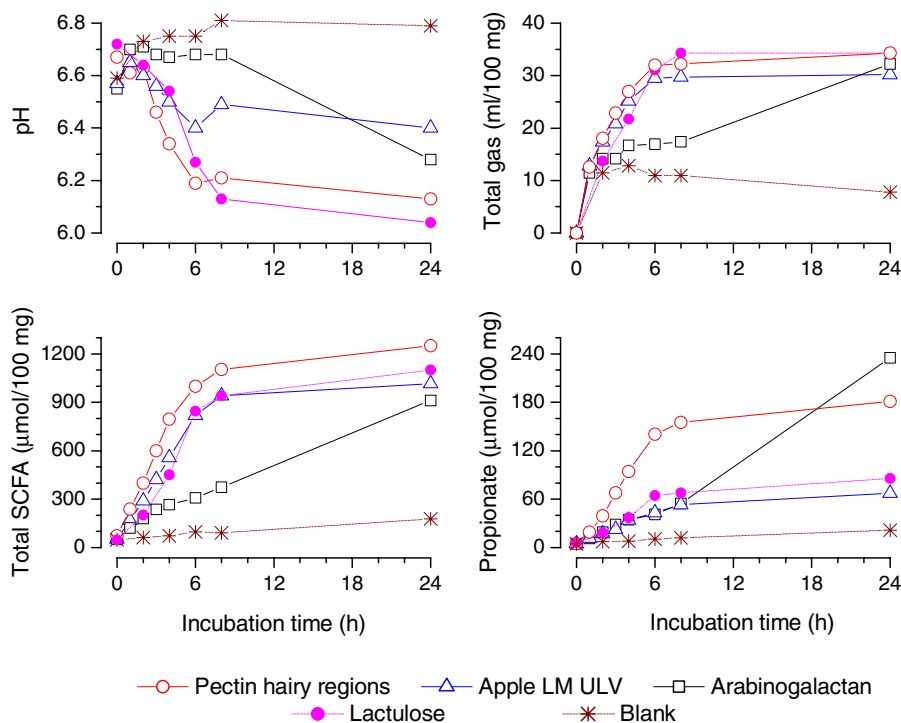 pH
6.8
6.6
6.4
6.2
6.0
0 6 12 18 24
Total gas (ml/100 mg)
40
30
20
10
0
0 6 12 18 24
Total SCFA (μmol/100 mg)
1200
900
600
300
0
0 6 12 18 24
Incubation time (h)
Propionate (μmol/100 mg)
240
180
120
60
0
0 6 12 18 24
Incubation time (h)
Pectin hairy regions Apple LM ULV Arabinogalactan
Lactulose Blank